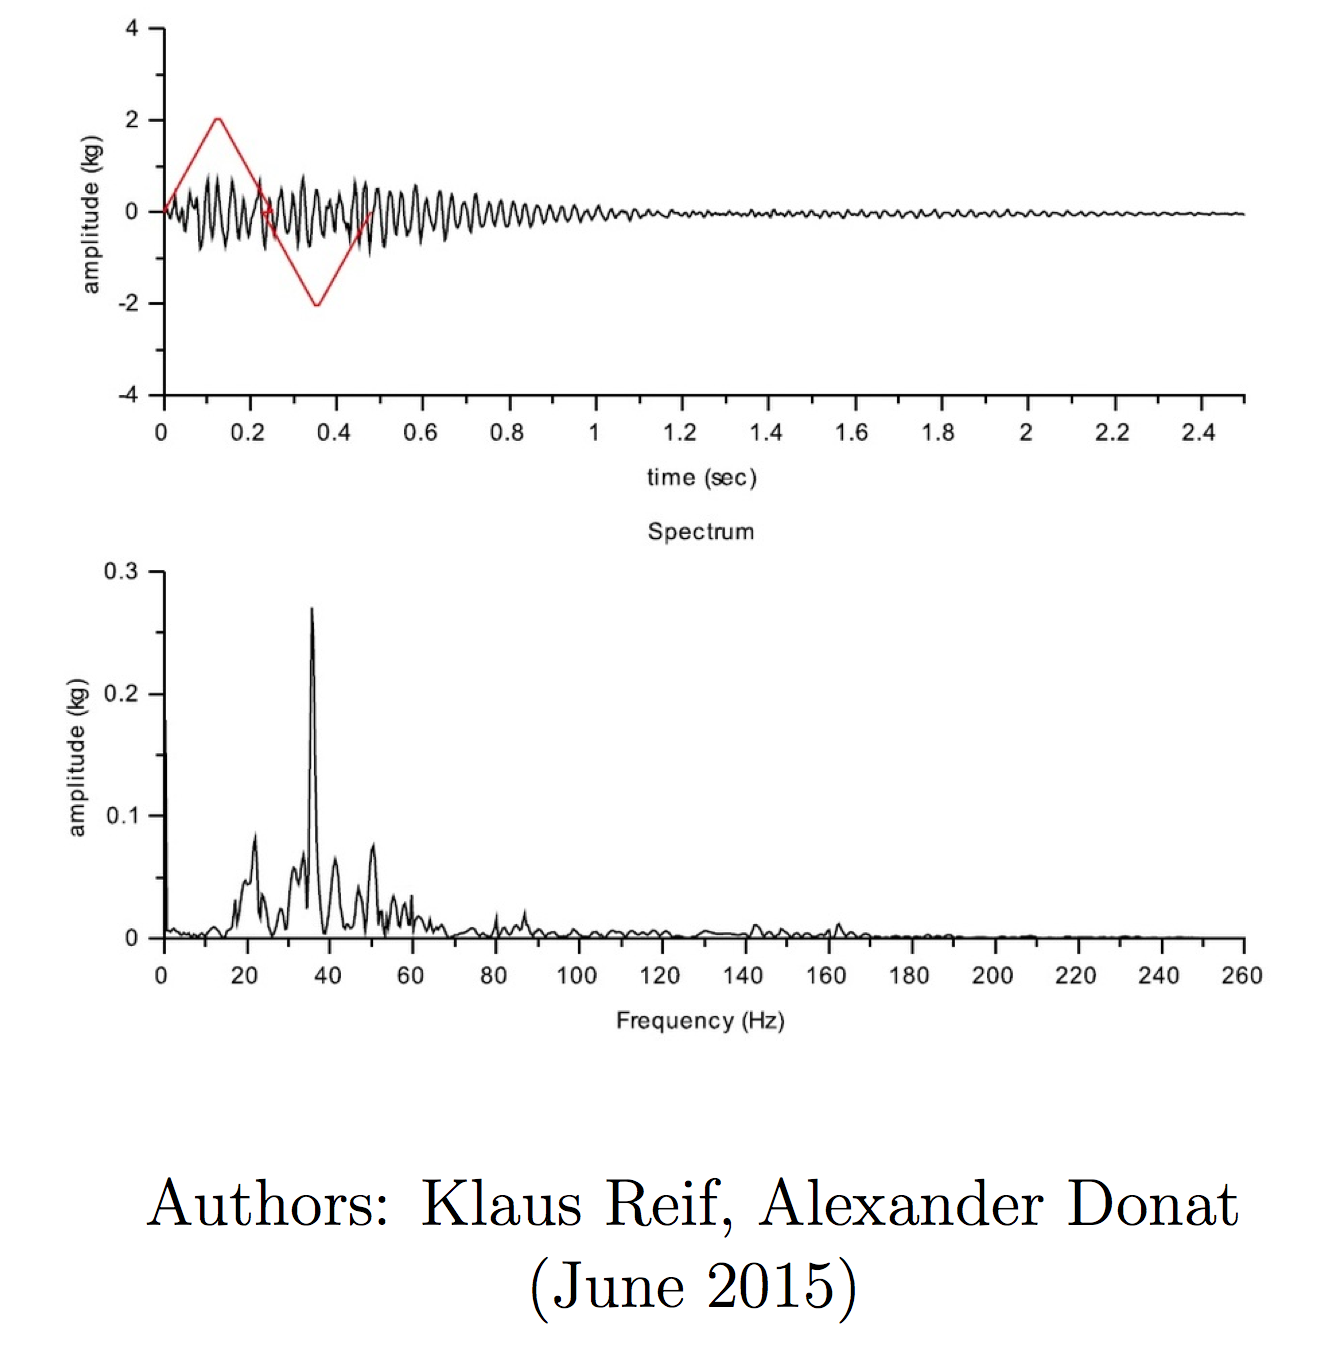 4
2
0
-2
-4
amplitude (kg)
0 0.2 0.4 0.6 0.8 1 1.2 1.4 1.6 1.8 2 2.2 2.4
time (sec)
Spectrum
0.3
0.2
0.1
0
amplitude (kg)
0 20 40 60 80 100 120 140 160 180 200 220 240 260
Frequency (Hz)
Authors: Klaus Reif, Alexander Donat
(June 2015)